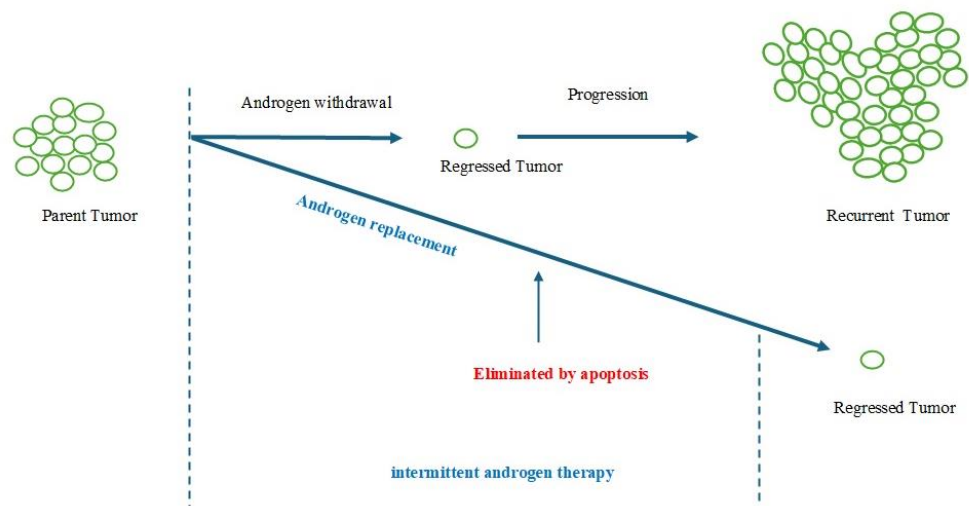 Androgen withdrawal
Progression
Regressed Tumor
Parent Tumor
Androgen replacement
Recurrent Tumor
Eliminated by apoptosis
Regressed Tumor
intermittent androgen therapy